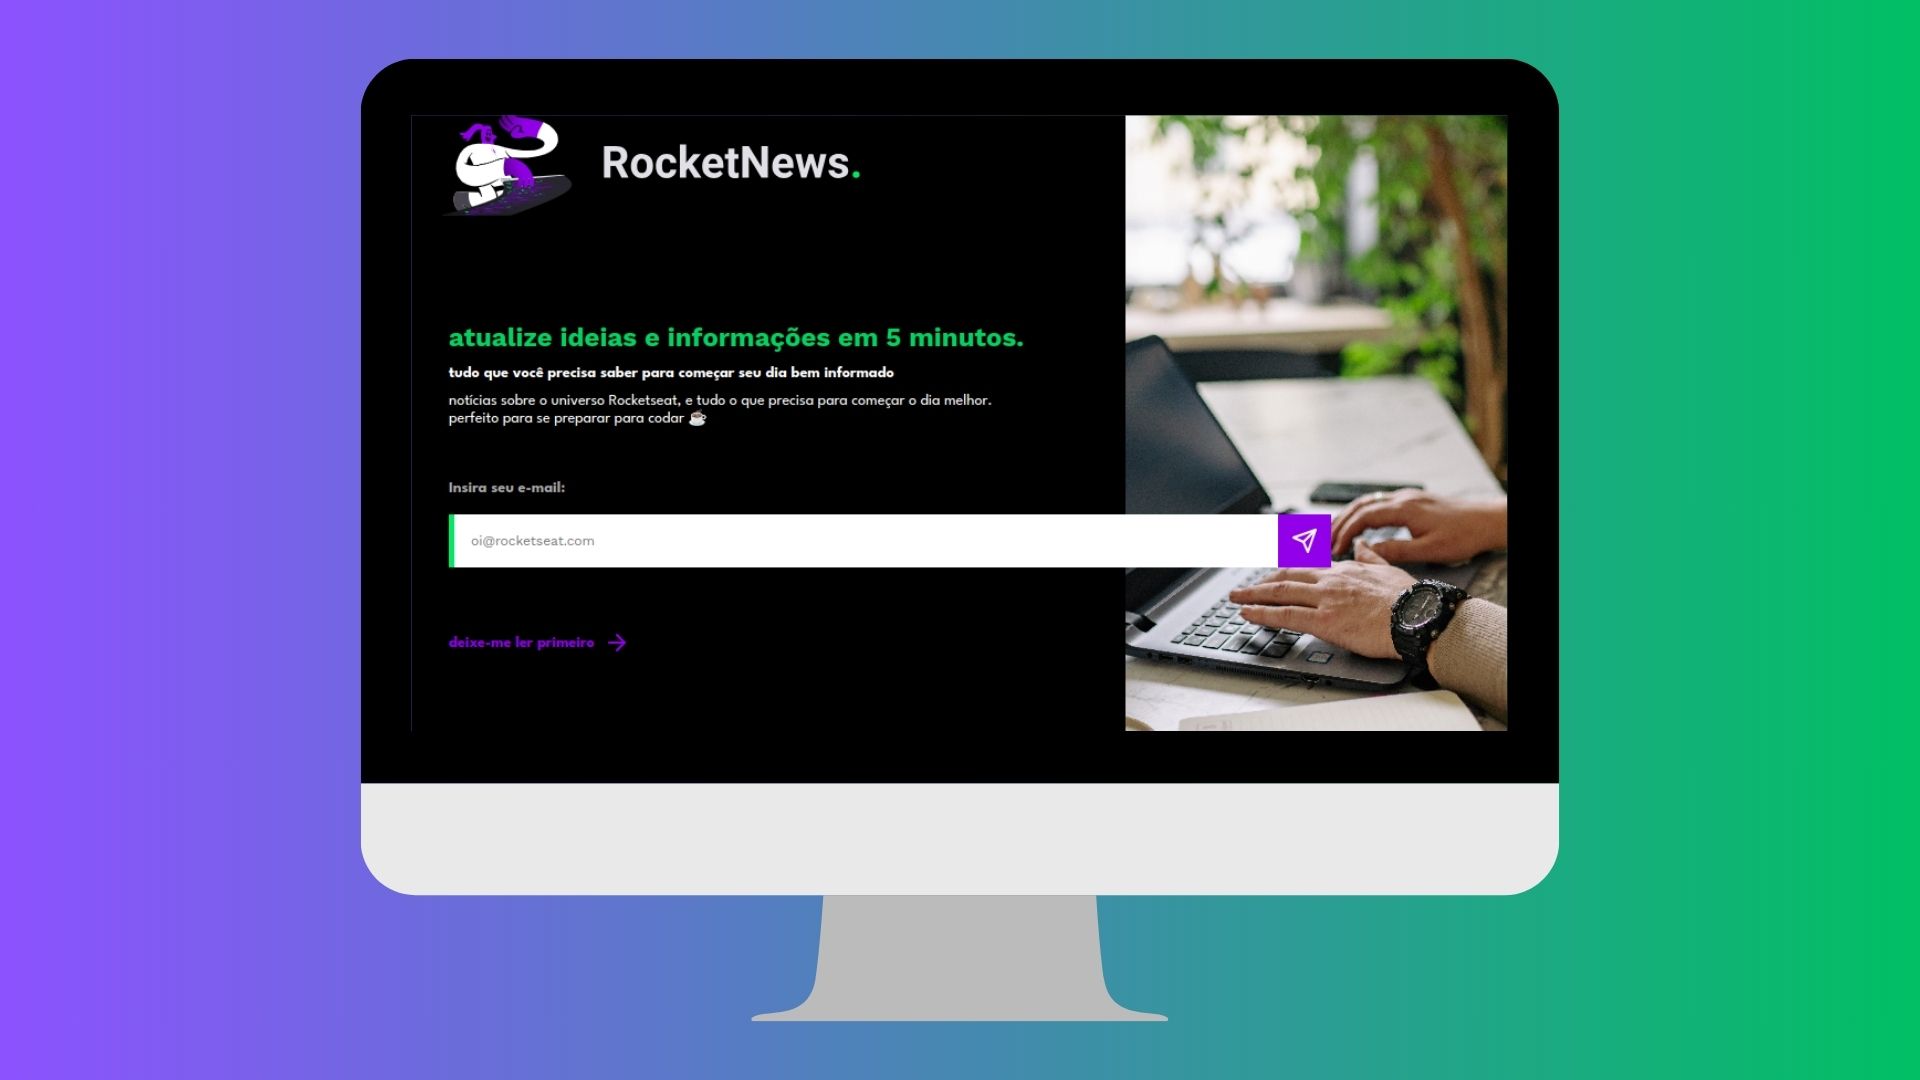 RocketNews.
atualize ideias e informações em 5 minutos.
tudo que você precisa saber para começar seu dia bem informado
notícias sobre o universo Rocketseat, e tudo o que precisa para começar o dia melhor.
perfeito para se preparar para codar ☕
Insira seu e-mail:
oi@rocketseat.com
deixe-me ler primeiro →